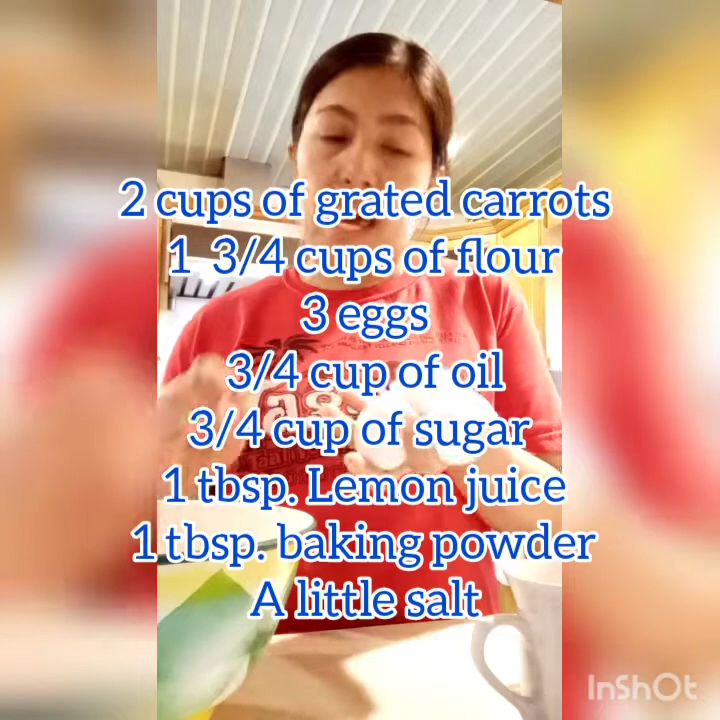 2 cups of grated carrots
1 3/4 cups of flour
3 eggs
3/4 cup of oil
3/4 cup of sugar
1 tbsp. Lemon juice
1 tbsp. baking powder
A little salt
InShOt